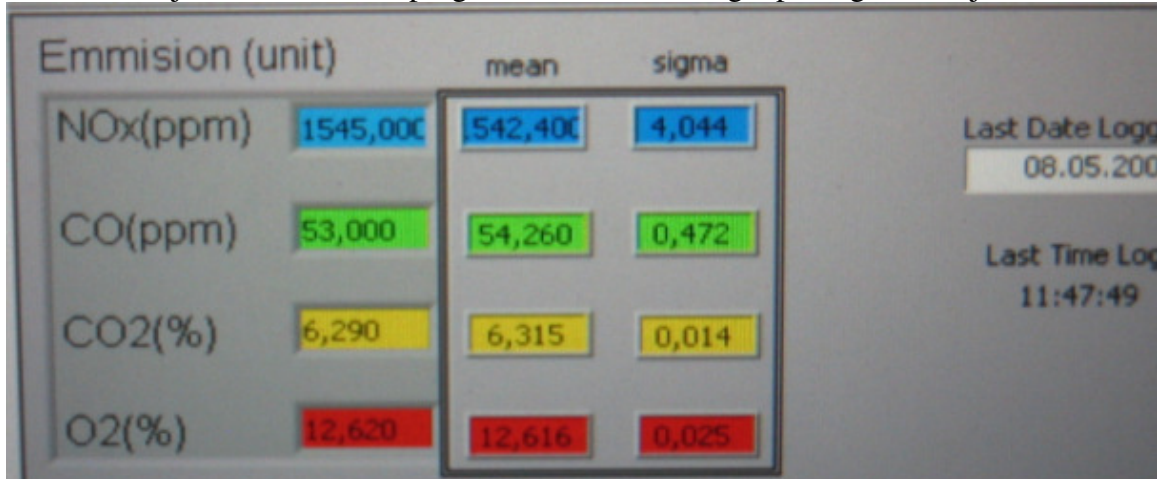 Emmision (unit) mean sigma
NOx(ppm) 1545,000 542,400 4,044
Last Date Logg
08.05.200
CO(ppm) 53,000 54,260 0,472
Last Time Log
11:47:49
CO2(%) 6,290 6,315 0,014
O2(%) 12,620 12,616 0,025